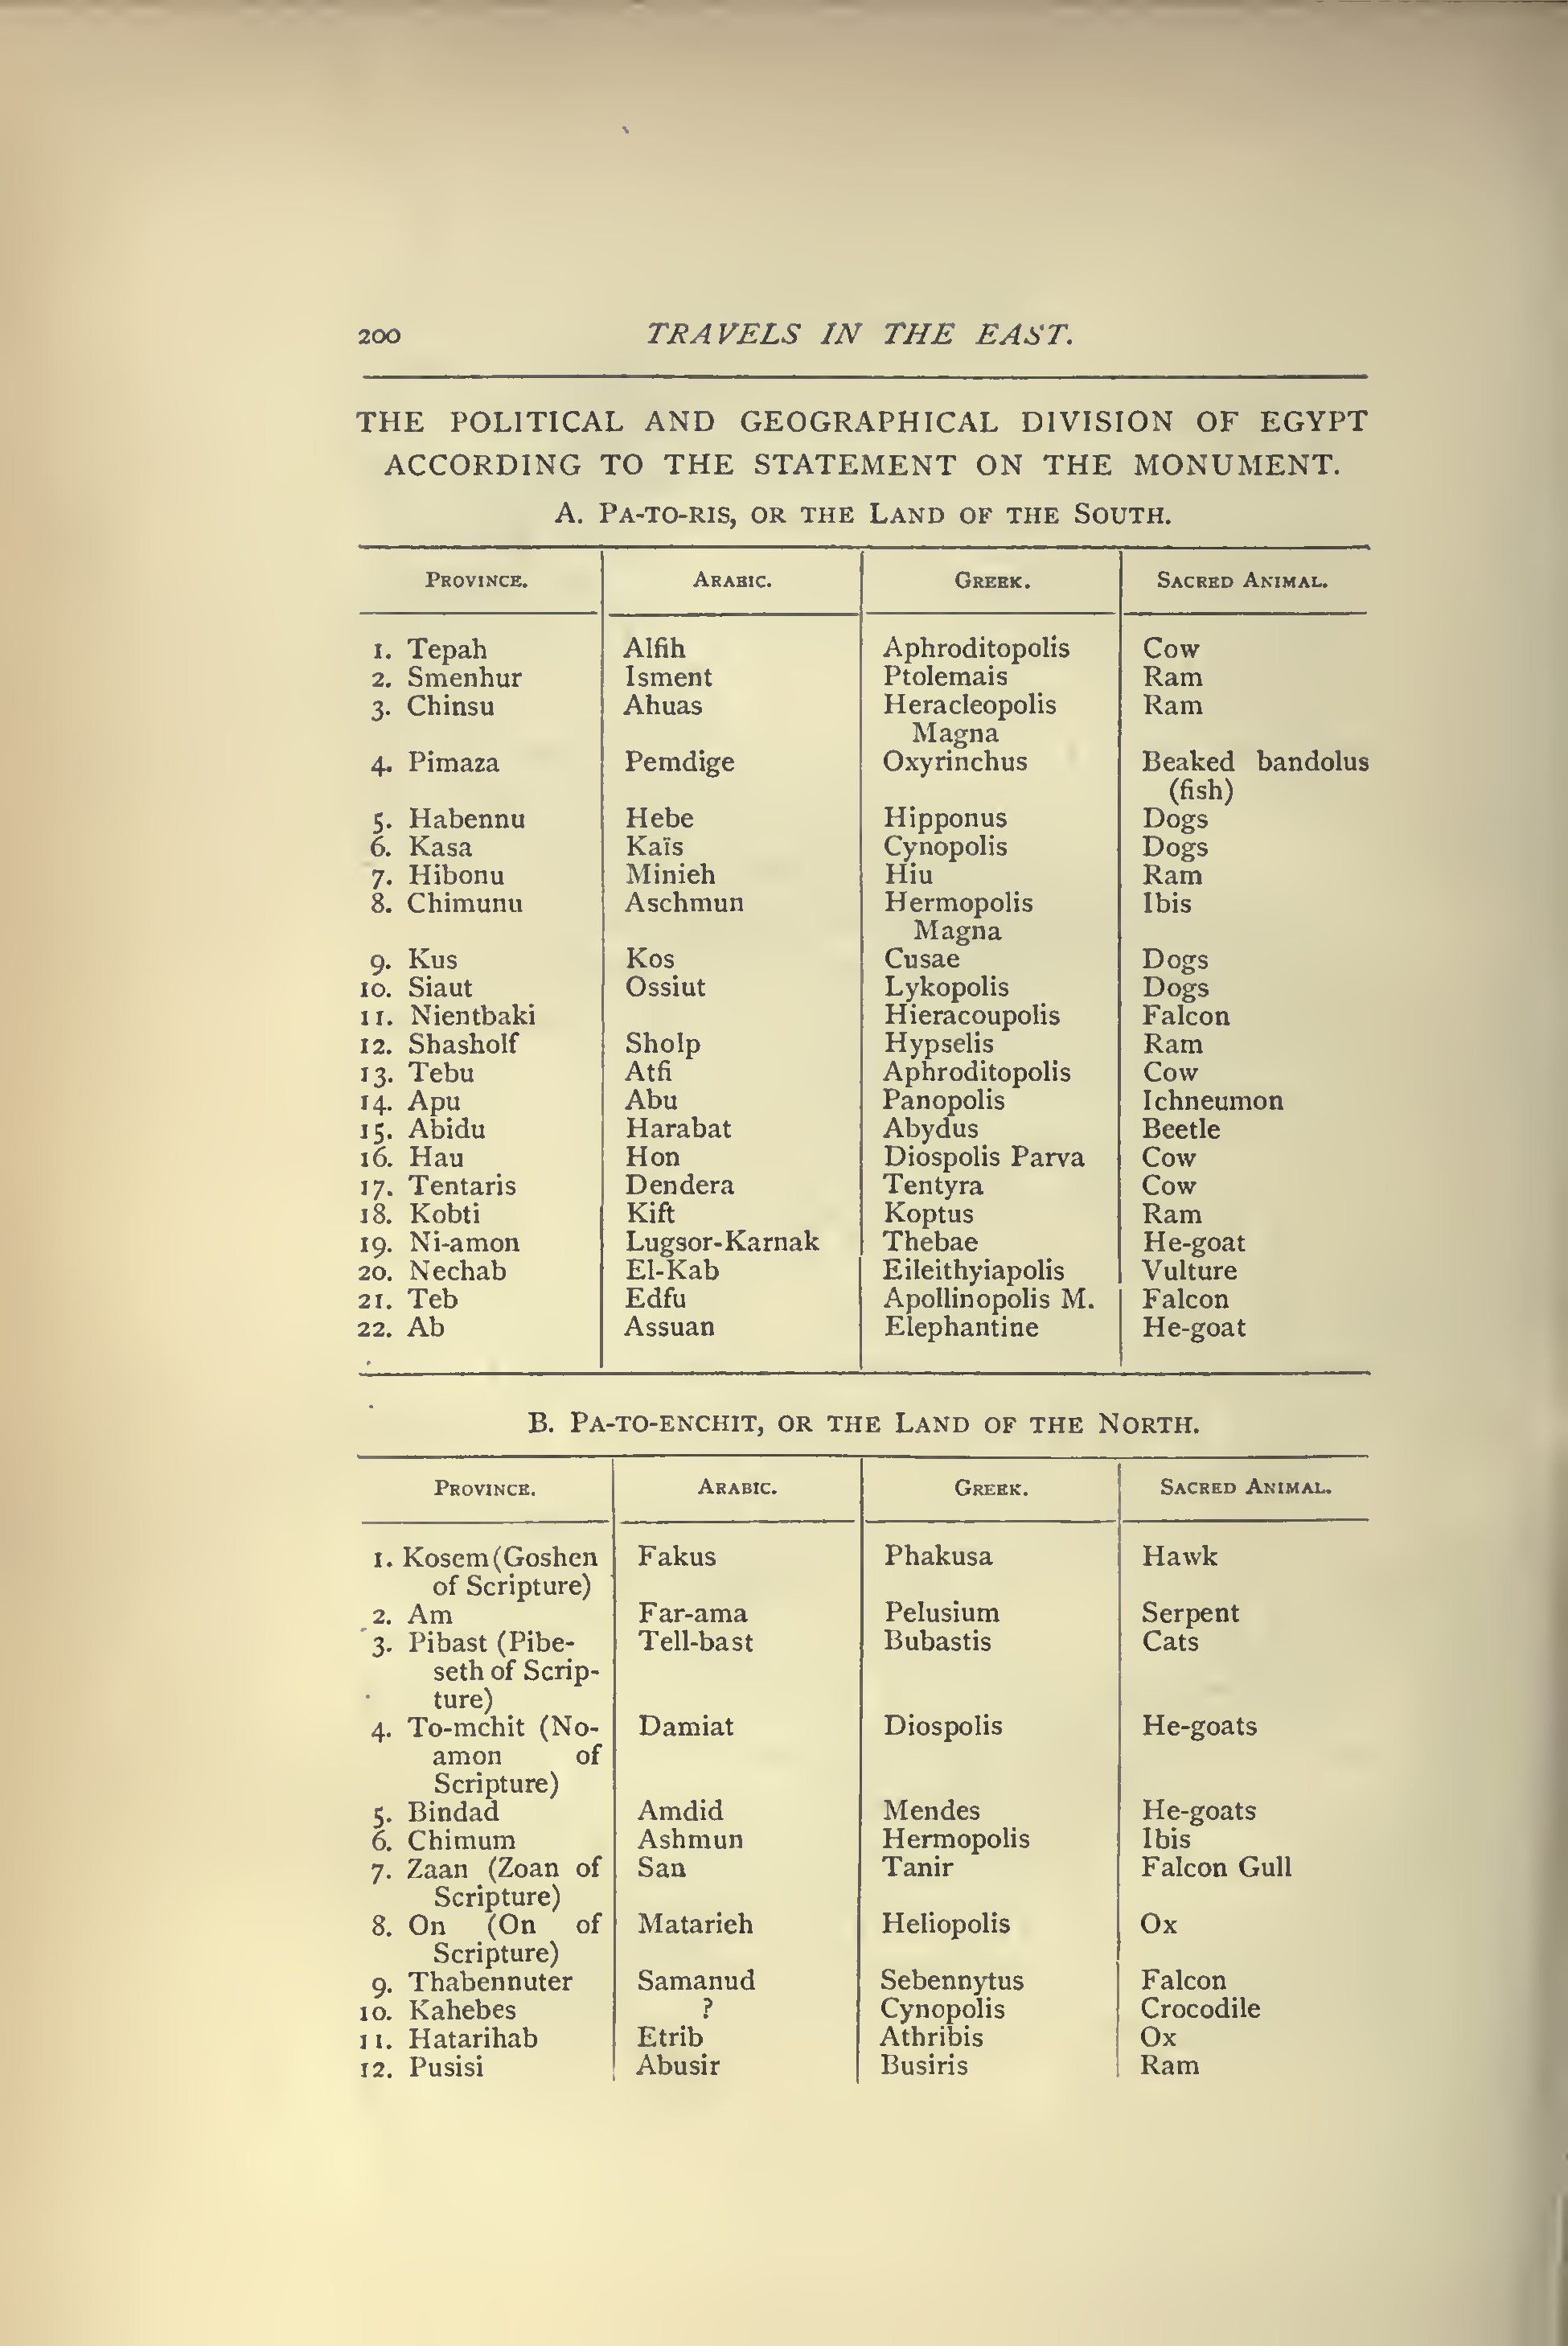 200 TRAVELS IN THE EAST.
THE POLITICAL AND GEOGRAPHICAL DIVISION OF EGYPT
ACCORDING TO THE STATEMENT ON THE MONUMENT.
A. PA-TO-RIS, OR THE LAND OF THE SOUTH.
PROVINCE. ARABIC. GREEK. SACRED ANIMAL.
1. Tepah Alfih Aphroditopolis Cow
2. Smenhur Isment Ptolemais Ram
3. Chinsu Ahuas Heracleopolis Ram
Magna
4. Pimaza Pemdige Oxyrinchus Beaked bandolus
(fish)
5. Habennu Hebe Hipponus Dogs
6. Kasa Kaïs Cynopolis Dogs
7. Hibonu Minieh Hiu Ram
8. Chimunu Aschmun Hermopolis Ibis
Magna
9. Kus Kos Cusae Dogs
10. Siaut Ossiut Lykopolis Dogs
11. Nientbaki Hieracoupolis Falcon
12. Shasholf Sholp Hypselis Ram
13. Tebu Atfi Aphroditopolis Cow
14. Apu Abu Panopolis Ichneumon
15. Abidu Harabat Abydus Beetle
16. Hau Hon Diospolis Parva Cow
17. Tentaris Dendera Tentyra Cow
18. Kobti Kift Koptus Ram
19. Ni-amon Lugsor-Karnak Thebae He-goat
20. Nechab El-Kab Eileithyiapolis Vulture
21. Teb Edfu Apollinopolis M. Falcon
22. Ab Assuan Elephantine He-goat
B. PA-TO-ENCHIT, OR THE LAND OF THE NORTH.
PROVINCE. ARABIC. GREEK. SACRED ANIMAL.
1. Kosem (Goshen Fakus Phakusa Hawk
of Scripture)
2. Am Far-ama Pelusium Serpent
3. Pibast (Pibe- Tell-bast Bubastis Cats
seth of Scrip-
ture)
4. To-mchit (No- Damiat Diospolis He-goats
amon of
Scripture)
5. Bindad Amdid Mendes He-goats
6. Chimum Ashmun Hermopolis Ibis
7. Zaan (Zoan of San Tanir Falcon Gull
Scripture)
8. On (On of Matarieh Heliopolis Ox
Scripture)
9. Thabennuter Samanud Sebennytus Falcon
10. Kahebes ? Cynopolis Crocodile
11. Hatarihab Etrib Athribis Ox
12. Pusisi Abusir Busiris Ram